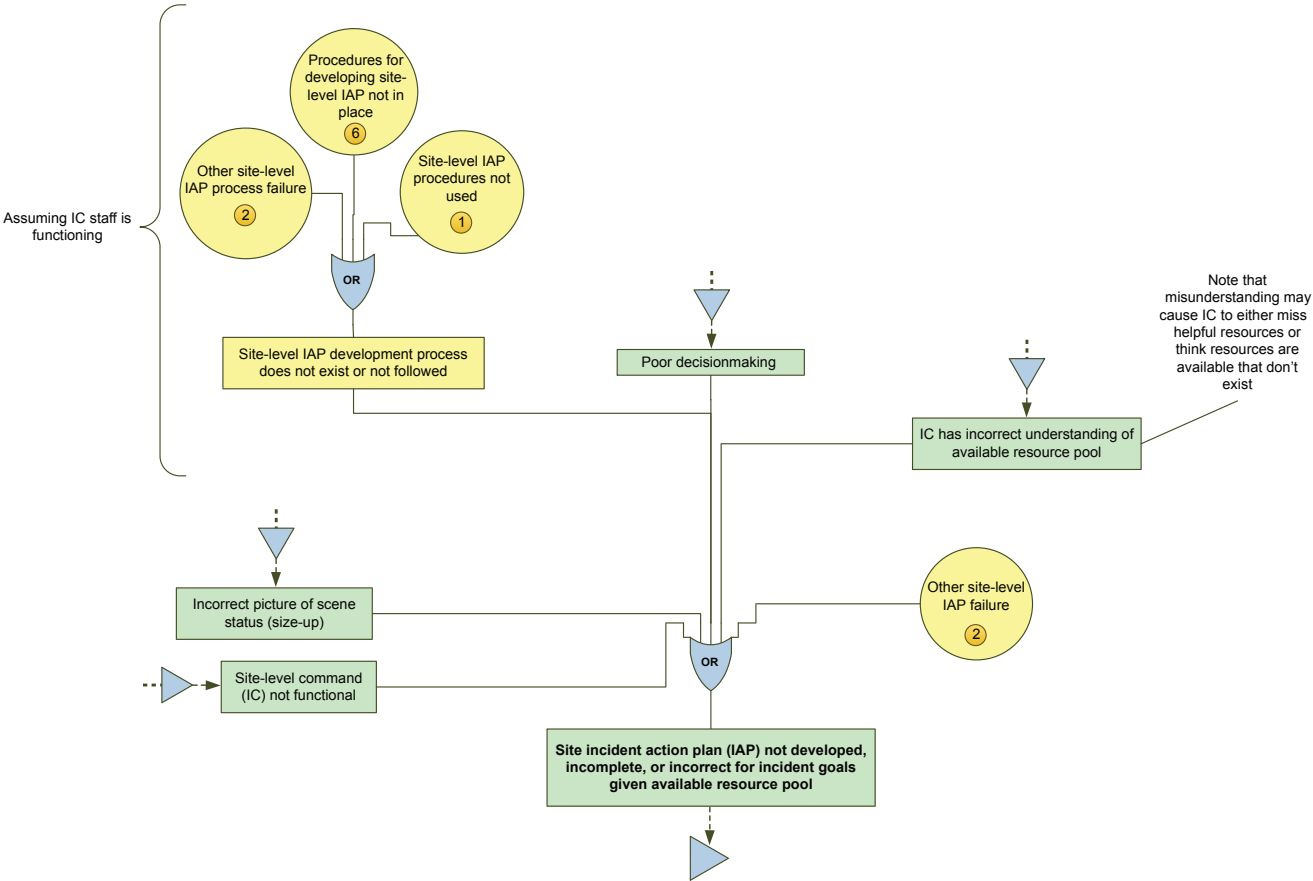 Procedures for
developing site-
level IAP not in
place
6
Other site-level
IAP process failure
2
Site-level IAP
procedures not
used
1
Assuming IC staff is
functioning
OR
Site-level IAP development process
does not exist or not followed
Poor decisionmaking
Note that
misunderstanding may
cause IC to either miss
helpful resources or
think resources are
available that don't
exist
IC has incorrect understanding of
available resource pool
Incorrect picture of scene
status (size-up)
Other site-level
IAP failure
2
Site-level command
(IC) not functional
OR
Site incident action plan (IAP) not developed,
incomplete, or incorrect for incident goals
given available resource pool